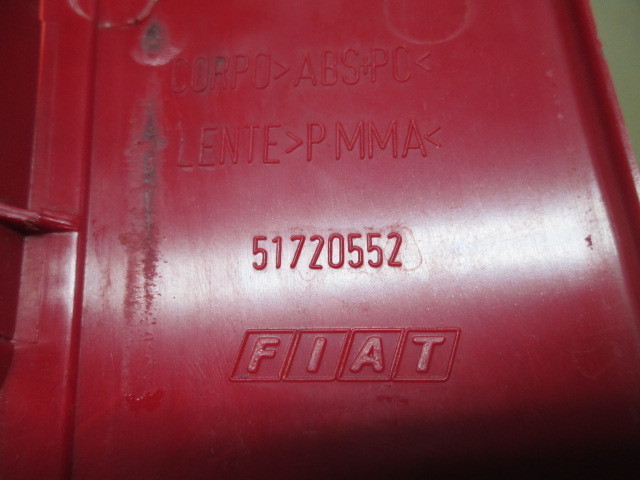 CORPO>ABS+PC<
LENTE>PMMA<
51720552
FIAT